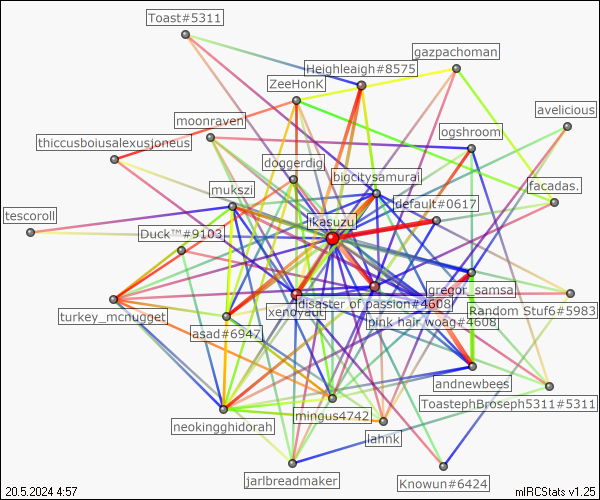 Toast#5311
gazpachoman
Heighleaigh#8575
ZeeHonK
avelicious
moonraven
ogshroom
thiccusboiusalexusjoneus
doggerdig
bigcitysamurai
mukszi
facadas.
default#0617
tescoroll
ikasuzu
Duck™#9103
gregor_samsa
disaster of passion#4608
xenoyaut
Random Stuf6#5983
turkey_mcnugget
pink hair woag#4608
asad#6947
andnewbees
ToastephBroseph5311#5311
mingus4742
neokingghidorah
lahnk
jarlbreadmaker
Knowun#6424
20.5.2024 4:57
mIRCStats v1.25